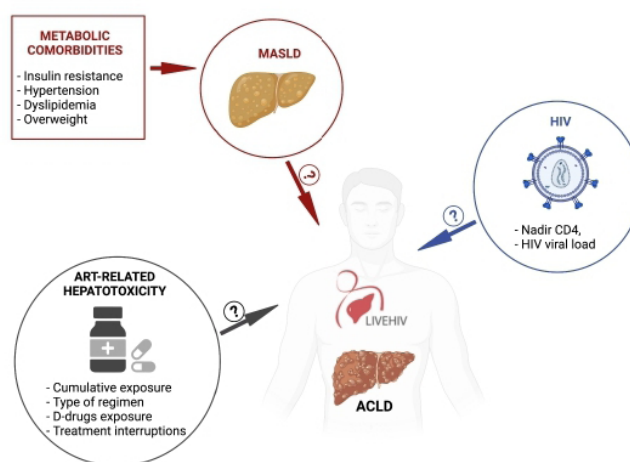 METABOLIC
COMORBIDITIES
- Insulin resistance
- Hypertension
- Dyslipidemia
- Overweight
MASLD
?
HIV
- Nadir CD4,
- HIV viral load
?
ART-RELATED
HEPATOTOXICITY
- Cumulative exposure
- Type of regimen
- D-drugs exposure
- Treatment interruptions
?
LIVEHIV
ACLD